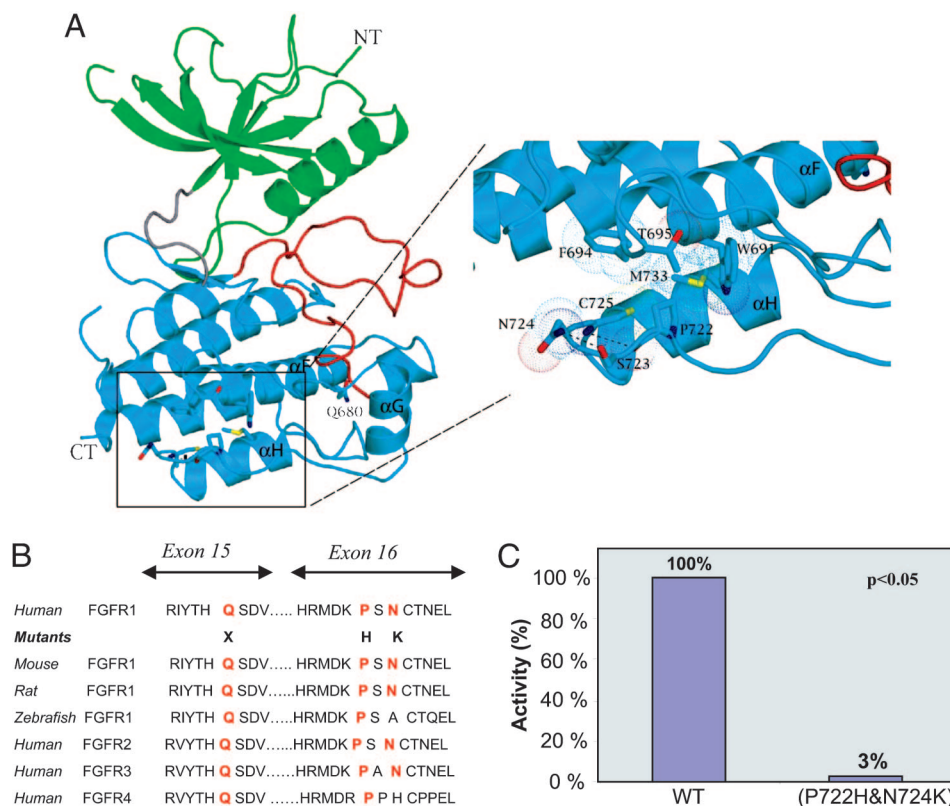 A
NT
αF
Q680
αG
αH
CT
αF
T695
F694
W691
M733
αH
C725
N724
P722
S723
B
Exon 15 Exon 16
Human FGFR1 RIYTH Q SDV..... HRMDK P S N CTNEL
Mutants X H K
Mouse FGFR1 RIYTH Q SDV...... HRMDK P S N CTNEL
Rat FGFR1 RIYTH Q SDV......HRMDK P S N CTNEL
Zebrafish FGFR1 RIYTH Q SDV......HRMDK P S A CTQEL
Human FGFR2 RVYTH Q SDV......HRMDK P S N CTNEL
Human FGFR3 RVYTH Q SDV......HRMDK P A N CTNEL
Human FGFR4 RVYTH Q SDV......HRMDR P P H CPPEL
C
100%
p<0.05
100 %
80 %
60 %
40 %
20 %
0 %
Activity (%)
3%
WT (P722H&N724K)